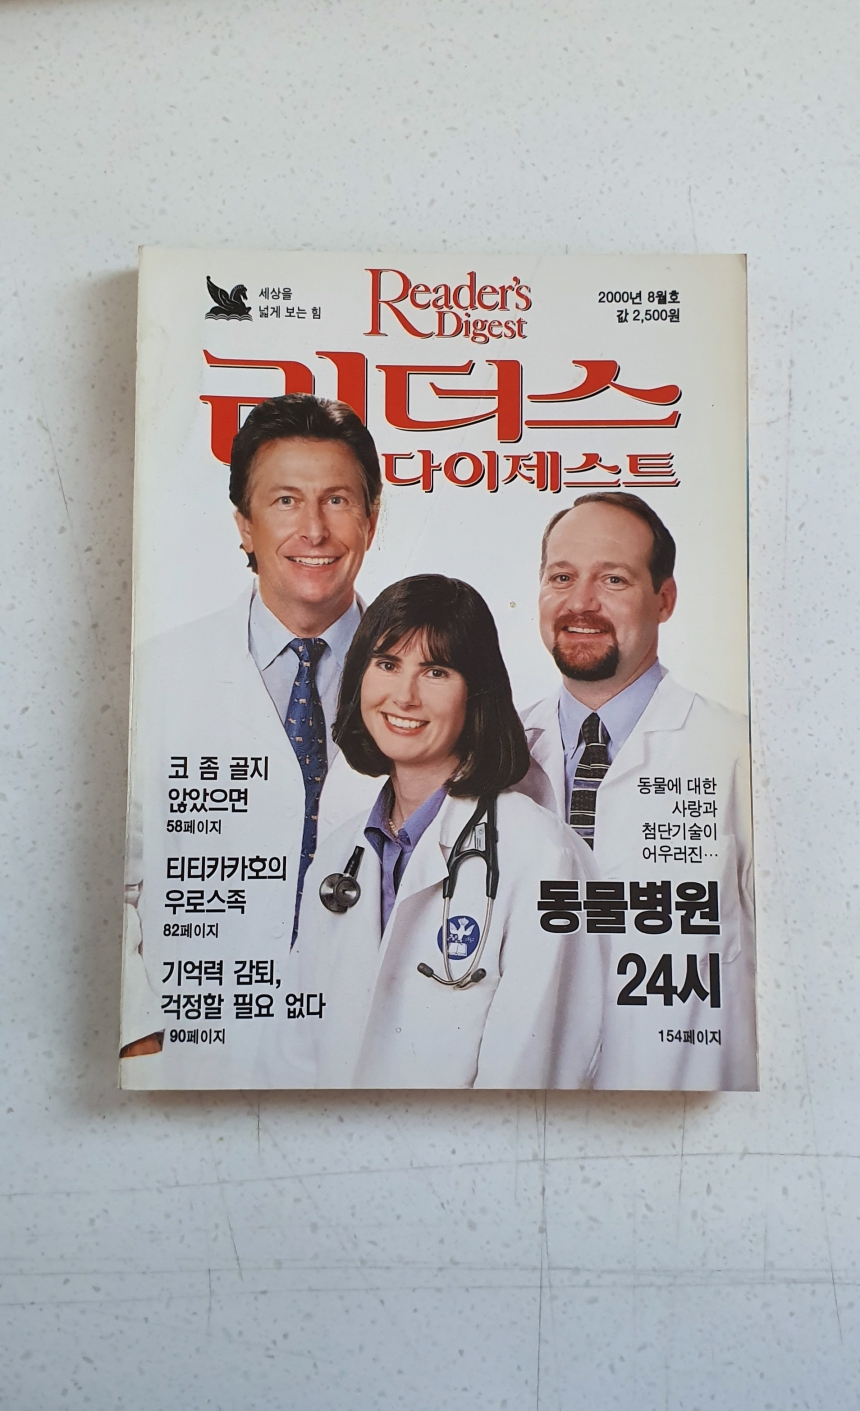 세상을
넓게 보는 힘
Reader's
Digest
2000년 8월호
값 2,500원
리더스
다이제스트
코 좀 골지
않았으면
58페이지
티티카카호의
우로스족
82페이지
기억력 감퇴,
걱정할 필요 없다
90페이지
동물에 대한
사랑과
첨단기술이
어우러진…
동물병원
24시
154페이지